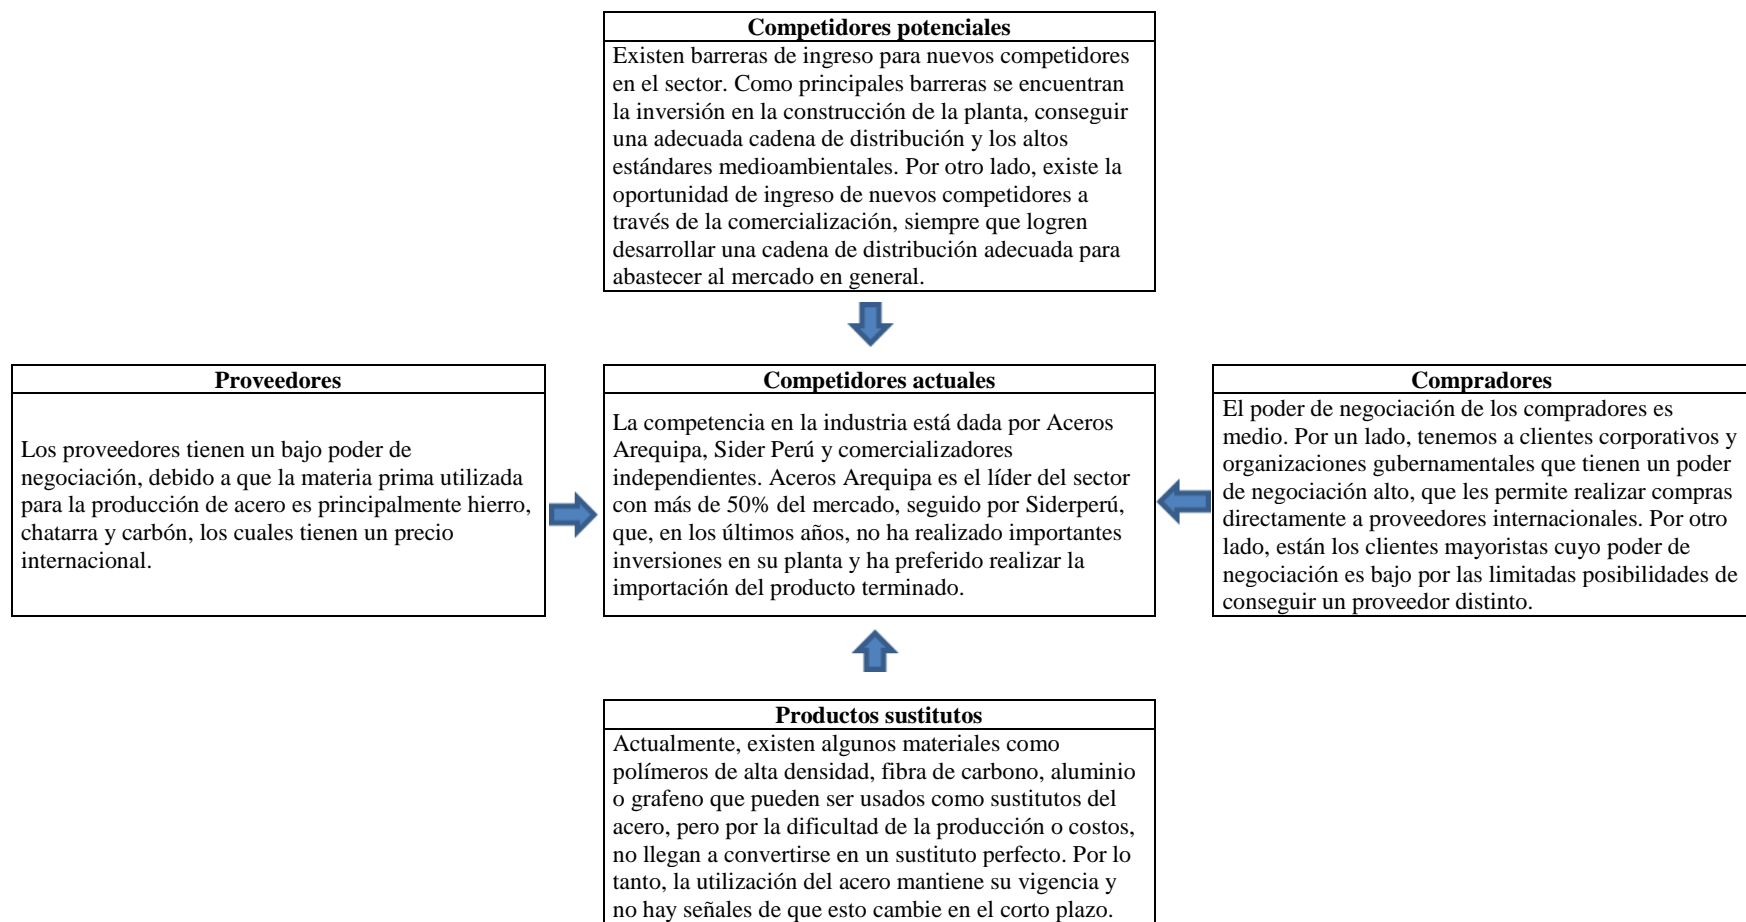 Competidores potenciales
Existen barreras de ingreso para nuevos competidores
en el sector. Como principales barreras se encuentran
la inversión en la construcción de la planta, conseguir
una adecuada cadena de distribución y los altos
estándares medioambientales. Por otro lado, existe la
oportunidad de ingreso de nuevos competidores a
través de la comercialización, siempre que logren
desarrollar una cadena de distribución adecuada para
abastecer al mercado en general.
Proveedores
Los proveedores tienen un bajo poder de
negociación, debido a que la materia prima utilizada
para la producción de acero es principalmente hierro,
chatarra y carbón, los cuales tienen un precio
internacional.
Competidores actuales
La competencia en la industria está dada por Aceros
Arequipa, Sider Perú y comercializadores
independientes. Aceros Arequipa es el líder del sector
con más de 50% del mercado, seguido por Siderperú,
que, en los últimos años, no ha realizado importantes
inversiones en su planta y ha preferido realizar la
importación del producto terminado.
Compradores
El poder de negociación de los compradores es
medio. Por un lado, tenemos a clientes corporativos y
organizaciones gubernamentales que tienen un poder
de negociación alto, que les permite realizar compras
directamente a proveedores internacionales. Por otro
lado, están los clientes mayoristas cuyo poder de
negociación es bajo por las limitadas posibilidades de
conseguir un proveedor distinto.
Productos sustitutos
Actualmente, existen algunos materiales como
polímeros de alta densidad, fibra de carbono, aluminio
o grafeno que pueden ser usados como sustitutos del
acero, pero por la dificultad de la producción o costos,
no llegan a convertirse en un sustituto perfecto. Por lo
tanto, la utilización del acero mantiene su vigencia y
no hay señales de que esto cambie en el corto plazo.